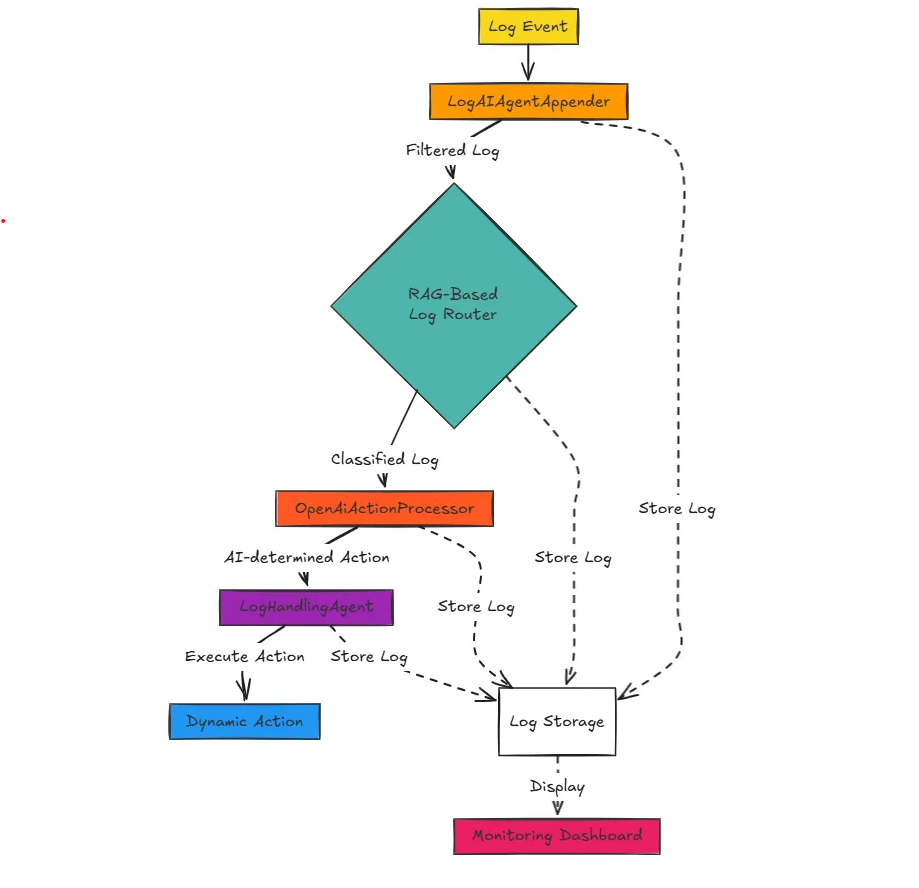 Log Event
LogAIAgentAppender
Filtered Log
RAG-Based
Log Router
Classified Log
OpenAiActionProcessor
Store Log
AI-determined Action
Store Log
LogHandlingAgent
Store Log
Execute Action
Store Log
Dynamic Action
Log Storage
Display
Monitoring Dashboard